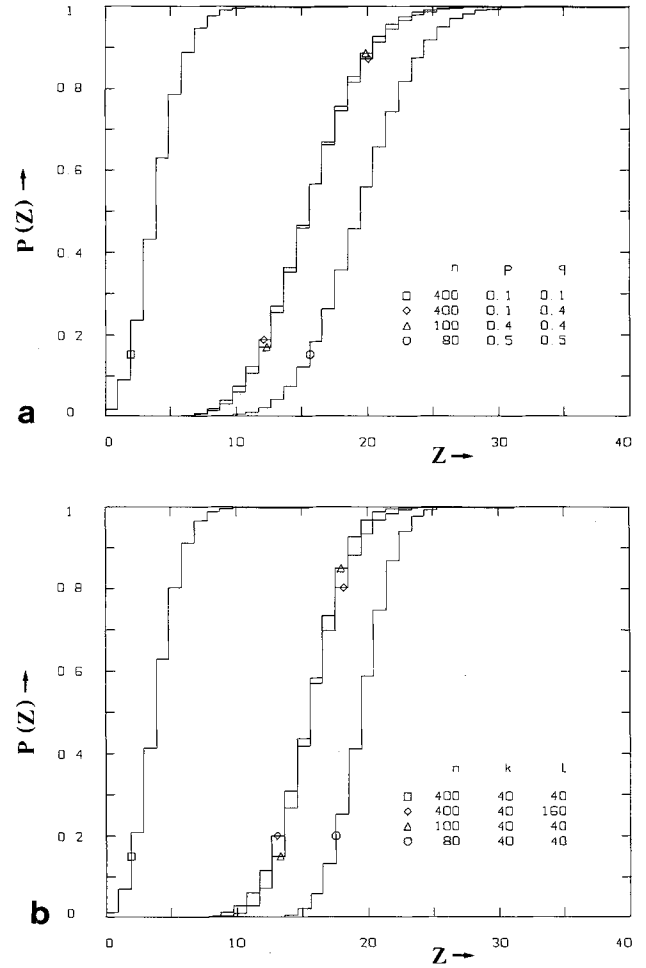 1
0.8
0.6
0.4
0.2
0
P(Z) →
n p q
□ 400 0.1 0.1
◇ 400 0.1 0.4
△ 100 0.4 0.4
○ 80 0.5 0.5
0 10 20 30 40
a
Z →
1
0.8
0.6
0.4
0.2
0
P(Z) →
n k l
□ 400 40 40
◇ 400 40 160
△ 100 40 40
○ 80 40 40
0 10 20 30 40
b
Z →